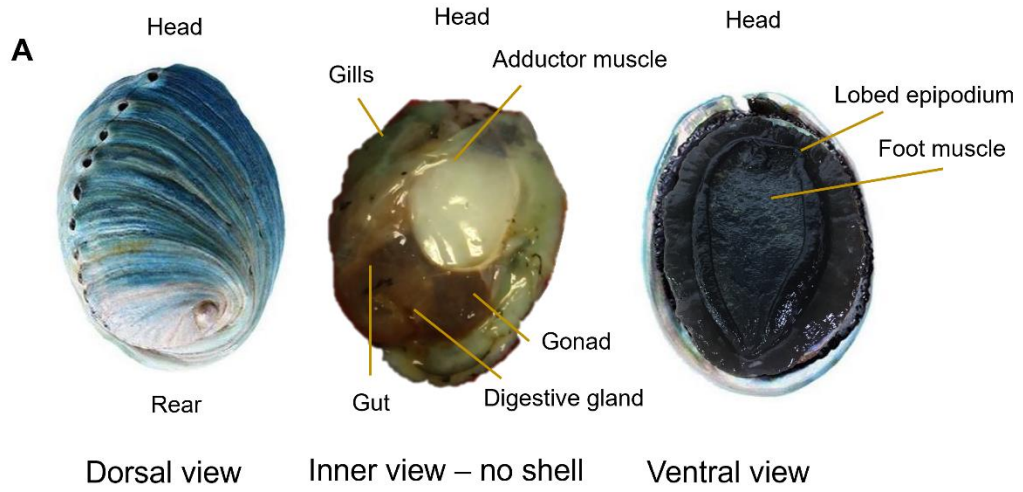 A
Head
Head
Head
Gills
Adductor muscle
Lobed epipodium
Foot muscle
Gonad
Digestive gland
Gut
Rear
Dorsal view
Inner view – no shell
Ventral view